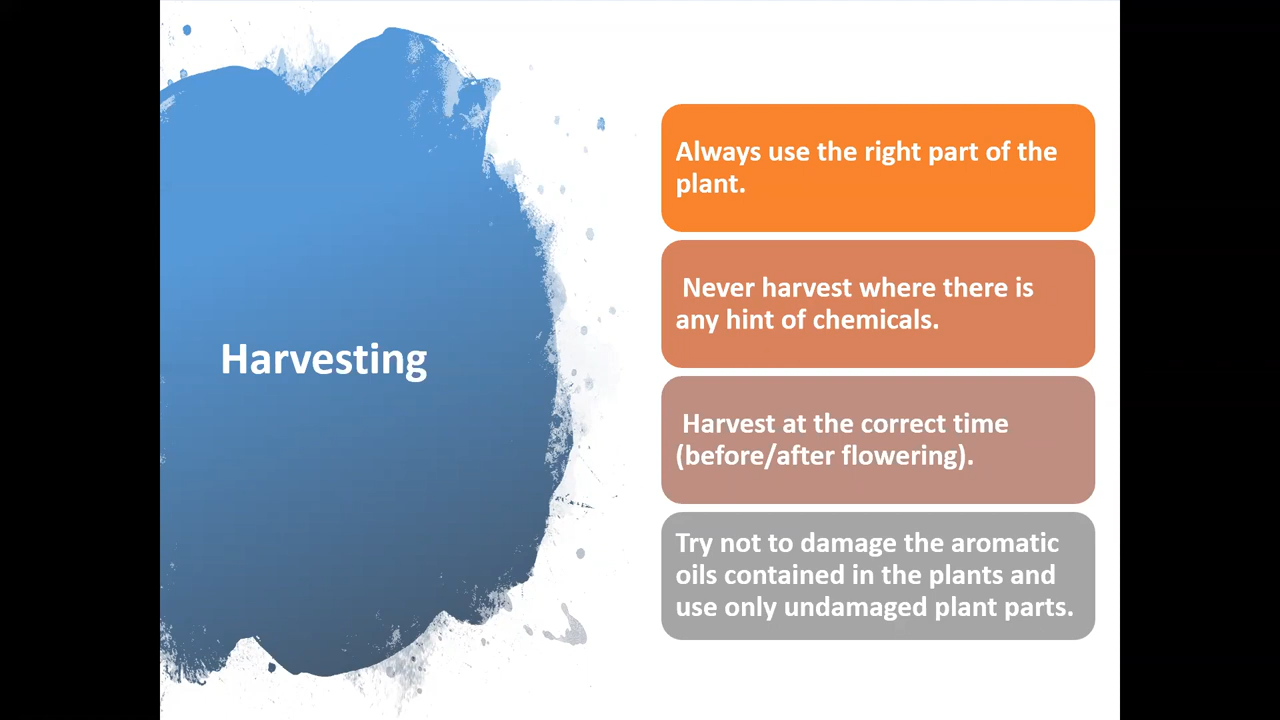 Harvesting
Always use the right part of the
plant.
Never harvest where there is
any hint of chemicals.
Harvest at the correct time
(before/after flowering).
Try not to damage the aromatic
oils contained in the plants and
use only undamaged plant parts.